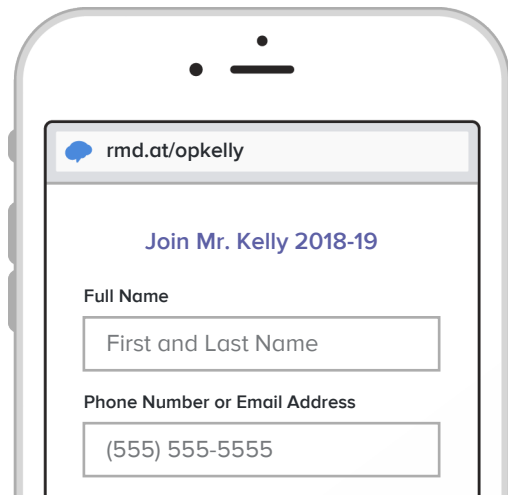 rmd.at/opkelly
Join Mr. Kelly 2018-19
Full Name
First and Last Name
Phone Number or Email Address
(555) 555-5555